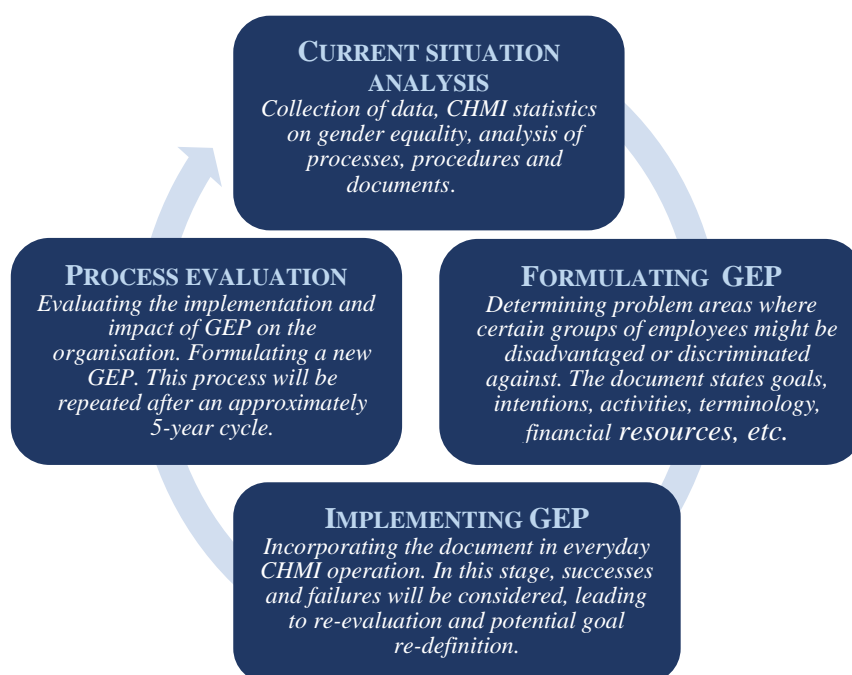 CURRENT SITUATION
ANALYSIS
Collection of data, CHMI statistics
on gender equality, analysis of
processes, procedures and
documents.
FORMULATING GEP
Determining problem areas where
certain groups of employees might be
disadvantaged or discriminated
against. The document states goals,
intentions, activities, terminology,
financial resources, etc.
IMPLEMENTING GEP
Incorporating the document in everyday
CHMI operation. In this stage, successes
and failures will be considered, leading
to re-evaluation and potential goal
re-definition.
PROCESS EVALUATION
Evaluating the implementation and
impact of GEP on the
organisation. Formulating a new
GEP. This process will be
repeated after an approximately
5-year cycle.